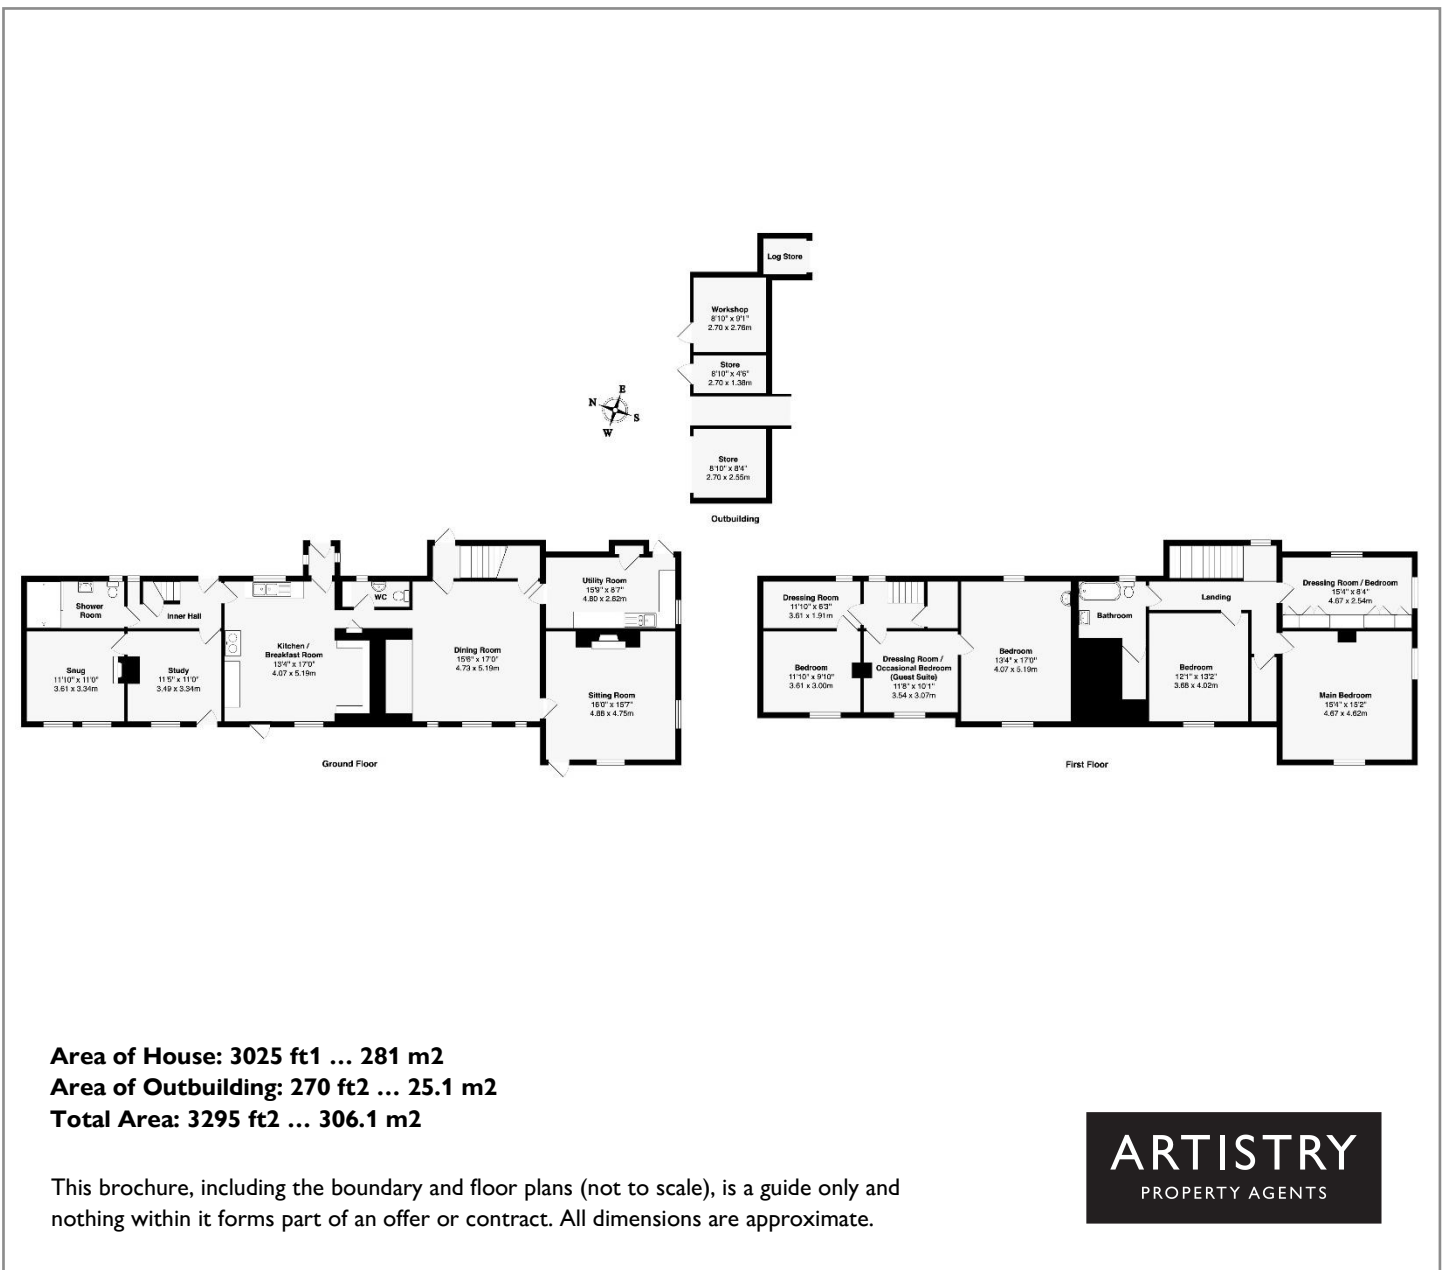 Log Store
Workshop
8'10" x 9'1"
2.70 x 2.76m
Store
8'10" x 4'6"
2.70 x 1.38m
E
N
S
W
Store
8'10" x 8'4"
2.70 x 2.55m
Outbuilding
Shower
Room
Inner Hall
WC
Utility Room
15'9" x 8'7"
4.80 x 2.62m
Snug
11'10" x 11'0"
3.61 x 3.34m
Study
11'5" x 11'0"
3.49 x 3.34m
Kitchen /
Breakfast Room
13'4" x 17'0"
4.07 x 5.19m
Dining Room
15'6" x 17'0"
4.73 x 5.19m
Sitting Room
16'0" x 15'7"
4.88 x 4.75m
Ground Floor
Dressing Room
11'10" x 6'3"
3.61 x 1.91m
Bedroom
11'10" x 9'10"
3.61 x 3.00m
Dressing Room /
Occasional Bedroom
(Guest Suite)
11'8" x 10'1"
3.54 x 3.07m
Bedroom
13'4" x 17'0"
4.07 x 5.19m
Bathroom
Landing
Bedroom
12'1" x 13'2"
3.68 x 4.02m
Dressing Room / Bedroom
15'4" x 8'4"
4.67 x 2.54m
Main Bedroom
15'4" x 15'2"
4.67 x 4.62m
First Floor
Area of House: 3025 ft1 … 281 m2
Area of Outbuilding: 270 ft2 … 25.1 m2
Total Area: 3295 ft2 … 306.1 m2
This brochure, including the boundary and floor plans (not to scale), is a guide only and
nothing within it forms part of an offer or contract. All dimensions are approximate.
ARTISTRY
PROPERTY AGENTS